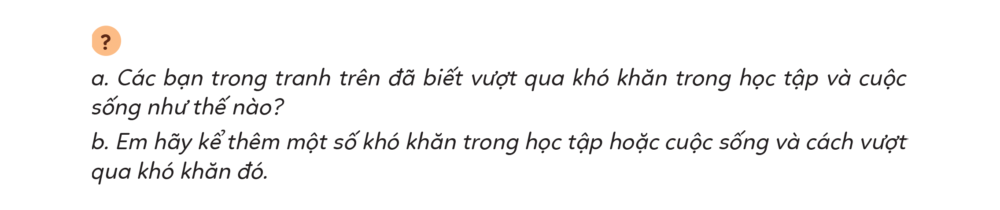 ?
a. Các bạn trong tranh trên đã biết vượt qua khó khăn trong học tập và cuộc
sống như thế nào?
b. Em hãy kể thêm một số khó khăn trong học tập hoặc cuộc sống và cách vượt
qua khó khăn đó.